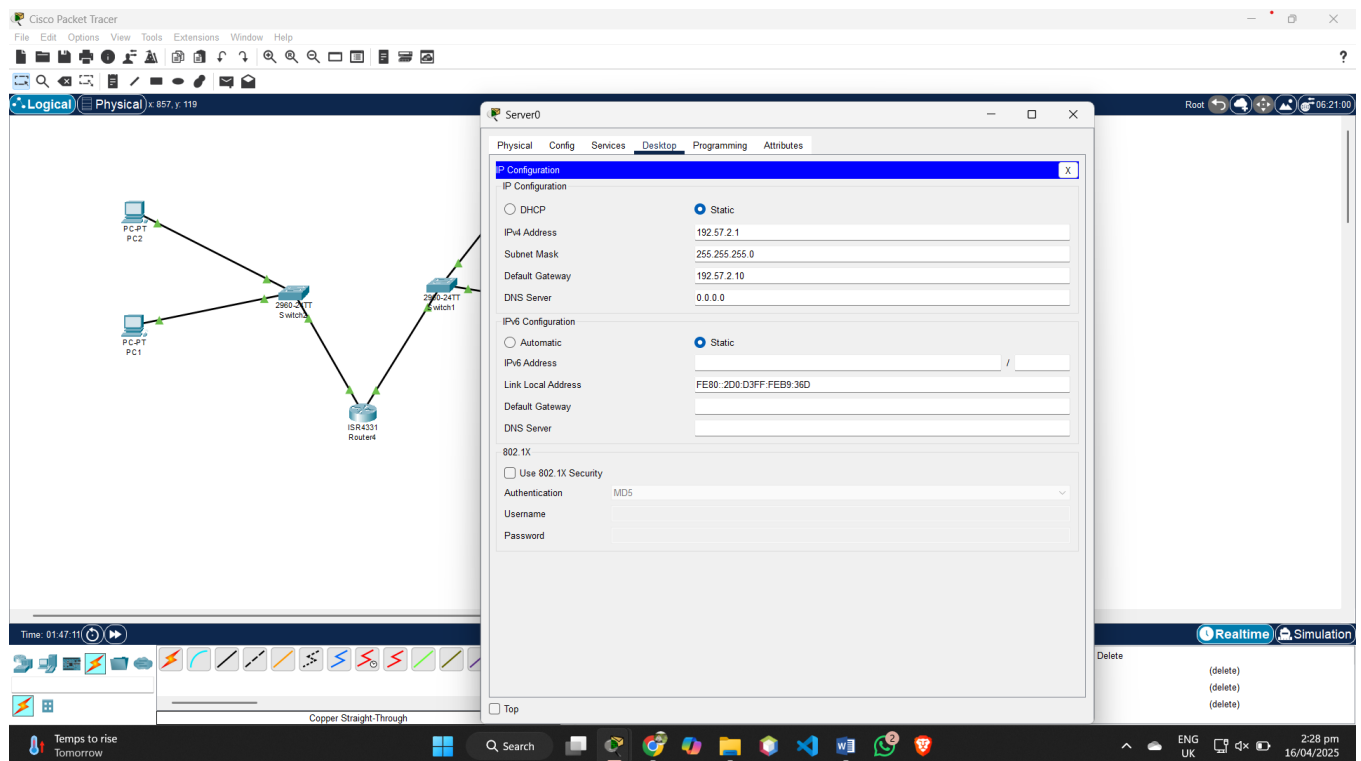 Cisco Packet Tracer
File Edit Options View Tools Extensions Window Help
?
Logical Physical x: 857, y: 119
Root 06:21:00
Server0
Physical Config Services Desktop Programming Attributes
IP Configuration X
IP Configuration
DHCP Static
IPv4 Address 192.57.2.1
Subnet Mask 255.255.255.0
Default Gateway 192.57.2.10
DNS Server 0.0.0.0
IPv6 Configuration
Automatic Static
IPv6 Address /
Link Local Address FE80::2D0:D3FF:FEB9:36D
Default Gateway
DNS Server
802.1X
Use 802.1X Security
Authentication MD5
Username
Password
Top
PC-PT
PC2
2960-24TT
Switch2
PC-PT
PC1
2960-24TT
Switch1
ISR4331
Router4
Time: 01:47:11
Realtime Simulation
Copper Straight-Through
Delete
(delete)
(delete)
(delete)
Temps to rise
Tomorrow
Search
2
ENG
UK
2:28 pm
16/04/2025